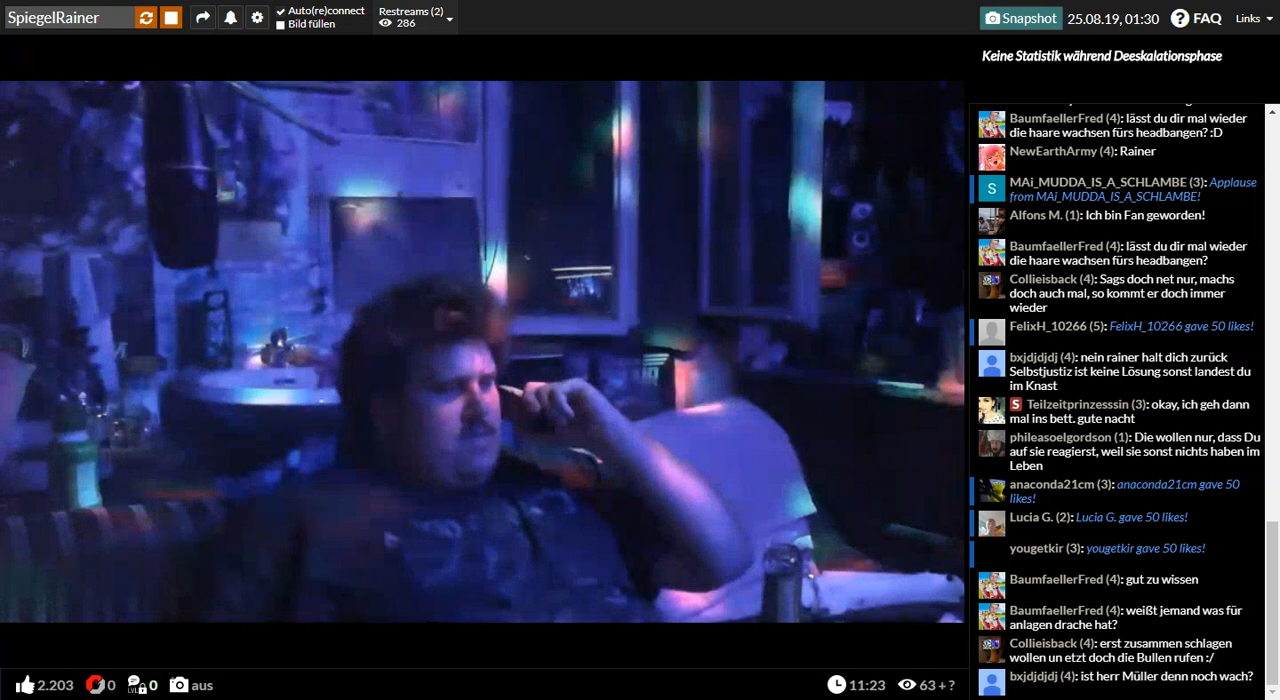 SpiegelRainer
Auto(re)connect
Bild füllen
Restreams (2)
286
Snapshot
25.08.19, 01:30
? FAQ
Links
Keine Statistik während Deeskalationsphase
BaumfaellerFred (4): lässt du dir mal wieder
die haare wachsen fürs headbangen? :D
NewEarthArmy (4): Rainer
S
MAi_MUDDA_IS_A_SCHLAMBE (3): Applause
from MAi_MUDDA_IS_A_SCHLAMBE!
Alfons M. (1): Ich bin Fan geworden!
BaumfaellerFred (4): lässt du dir mal wieder
die haare wachsen fürs headbangen?
Collieisback (4): Sags doch net nur, machs
doch auch mal, so kommt er doch immer
wieder
FelixH_10266 (5): FelixH_10266 gave 50 likes!
bxjdjdjdj (4): nein rainer halt dich zurück
Selbstjustiz ist keine Lösung sonst landest du
im Knast
S Teilzeitprinzesssin (3): okay, ich geh dann
mal ins bett. gute nacht
phileasoelgordson (1): Die wollen nur, dass Du
auf sie reagierst, weil sie sonst nichts haben im
Leben
anaconda21cm (3): anaconda21cm gave 50
likes!
Lucia G. (2): Lucia G. gave 50 likes!
yougetkir (3): yougetkir gave 50 likes!
BaumfaellerFred (4): gut zu wissen
BaumfaellerFred (4): weißt jemand was für
anlagen drache hat?
Collieisback (4): erst zusammen schlagen
wollen un etzt doch die Bullen rufen :/
bxjdjdjdj (4): ist herr Müller denn noch wach?
2.203
0
LVL
0
aus
11:23
63 + ?